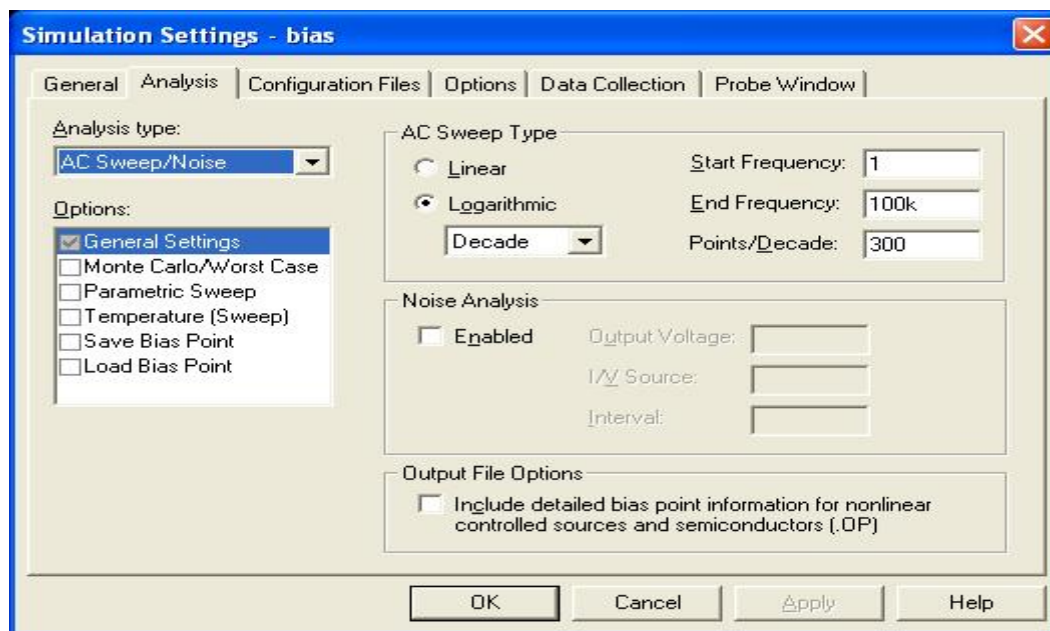 Simulation Settings - bias
General Analysis Configuration Files Options Data Collection Probe Window
Analysis type:
AC Sweep/Noise
Options:
General Settings
Monte Carlo/Worst Case
Parametric Sweep
Temperature (Sweep)
Save Bias Point
Load Bias Point
AC Sweep Type
Linear
Logarithmic
Decade
Start Frequency: 1
End Frequency: 100k
Points/Decade: 300
Noise Analysis
Enabled
Output Voltage:
I/V Source:
Interval:
Output File Options
Include detailed bias point information for nonlinear
controlled sources and semiconductors (.OP)
OK Cancel Apply Help